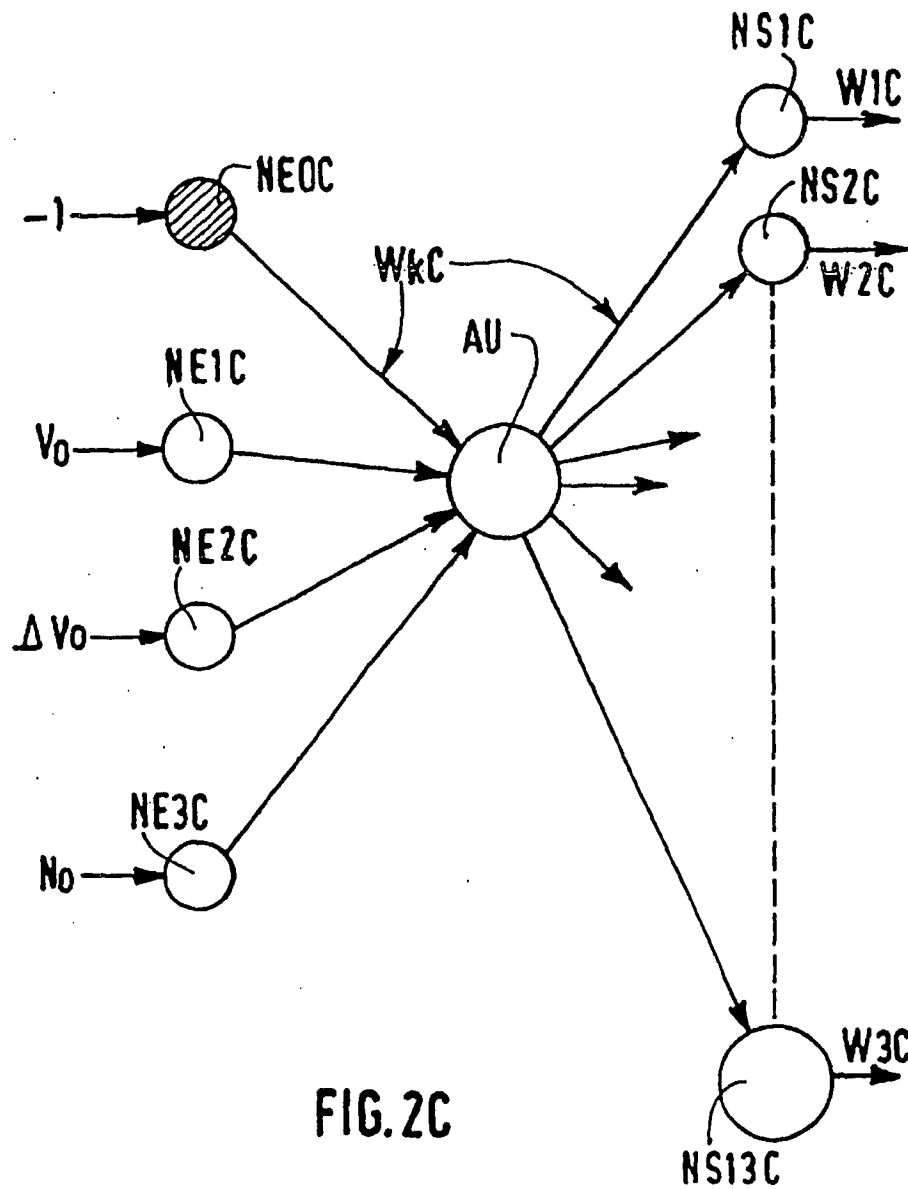 NS1C
W1C
NE0C
-1
NS2C
WkC
W2C
AU
NE1C
V0
NE2C
ΔV0
NE3C
N0
W3C
FIG. 2C
NS13C